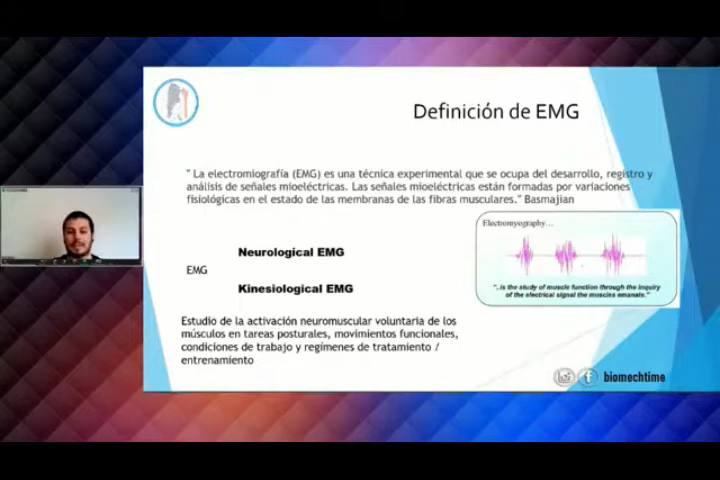 Definición de EMG
" La electromiografía (EMG) es una técnica experimental que se ocupa del desarrollo, registro y
análisis de señales mioeléctricas. Las señales mioeléctricas están formadas por variaciones
fisiológicas en el estado de las membranas de las fibras musculares." Basmajian
Electromyography...
Neurological EMG
EMG
Kinesiological EMG
"..is the study of muscle function through the inquiry
of the electrical signal the muscles emanate."
Estudio de la activación neuromuscular voluntaria de los
músculos en tareas posturales, movimientos funcionales,
condiciones de trabajo y regímenes de tratamiento /
entrenamiento
biomechtime